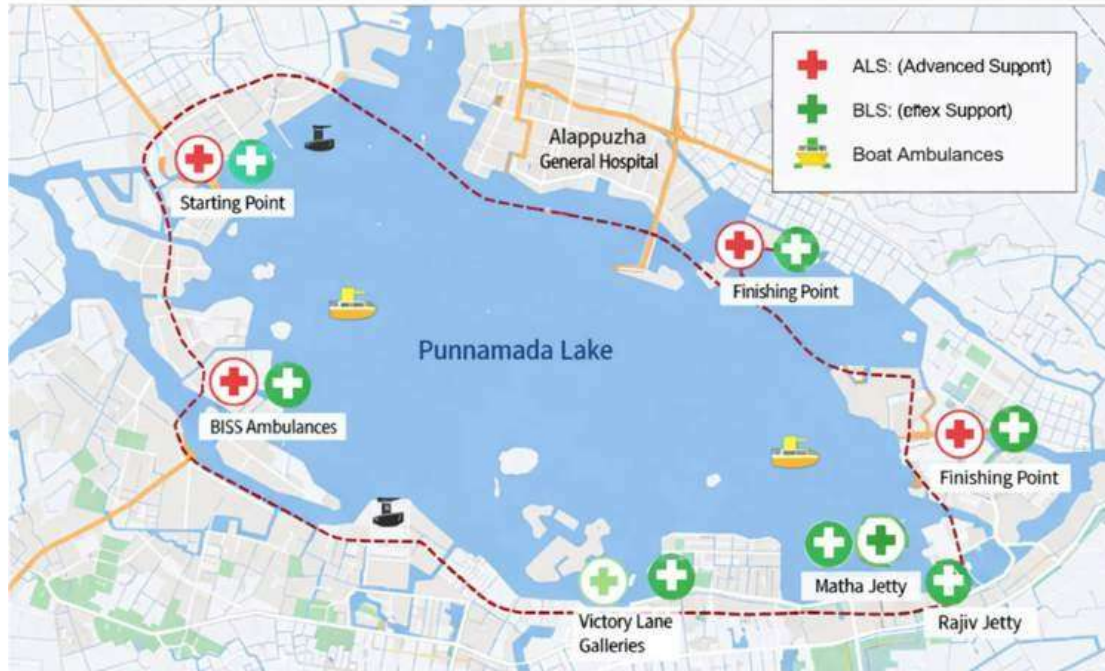 ALS: (Advanced Support)
BLS: (effex Support)
Boat Ambulances
Alappuzha
General Hospital
Starting Point
Finishing Point
Punnamada Lake
BISS Ambulances
Finishing Point
Matha Jetty
Victory Lane
Galleries
Rajiv Jetty